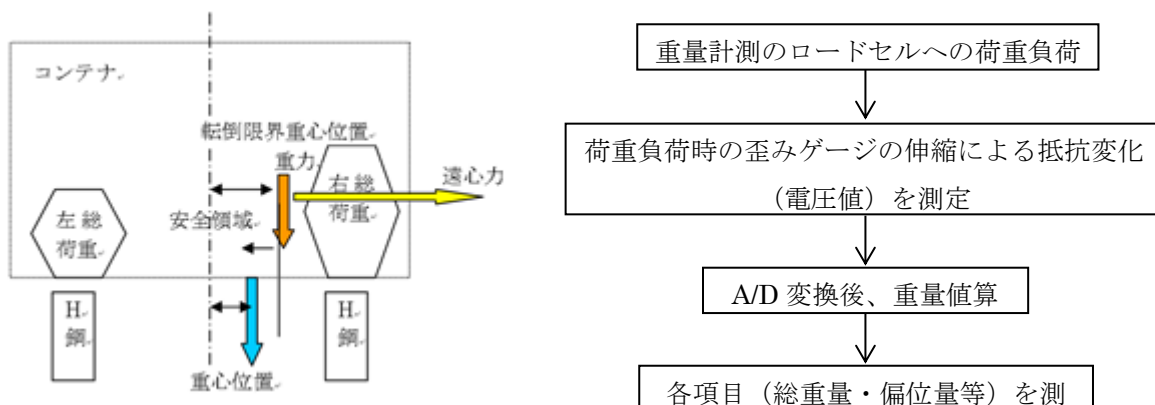 コンテナ
転倒限界重心位置
重力
遠心力
右総
荷重
安全領域
左総
荷重
H
鋼
H
鋼
重心位置
重量計測のロードセルへの荷重負荷
荷重負荷時の歪みゲージの伸縮による抵抗変化
（電圧値）を測定
A/D 変換後、重量値算
各項目（総重量・偏位量等）を測